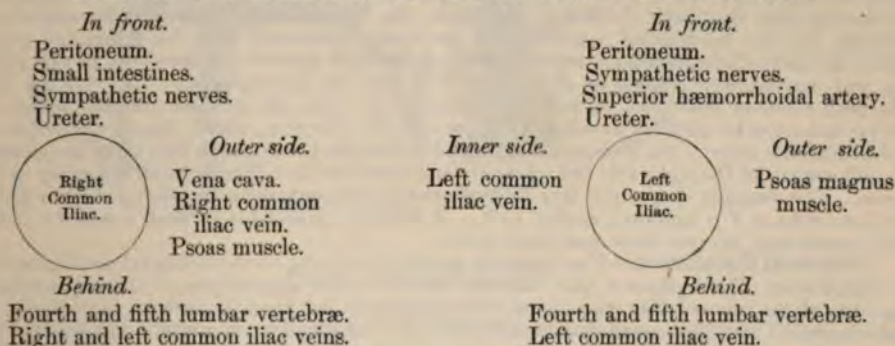 In front.
Peritoneum.
Small intestines.
Sympathetic nerves.
Ureter.
Right
Common
Iliac.
Outer side.
Vena cava.
Right common
iliac vein.
Psoas muscle.
Behind.
Fourth and fifth lumbar vertebræ.
Right and left common iliac veins.
In front.
Peritoneum.
Sympathetic nerves.
Superior hæmorrhoidal artery.
Ureter.
Inner side.
Left common
iliac vein.
Left
Common
Iliac.
Outer side.
Psoas magnus
muscle.
Behind.
Fourth and fifth lumbar vertebræ.
Left common iliac vein.